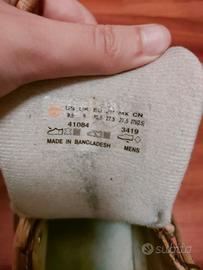 US UK EU JP MX CN
41084 3419
MADE IN BANGLADESH MENS
subito